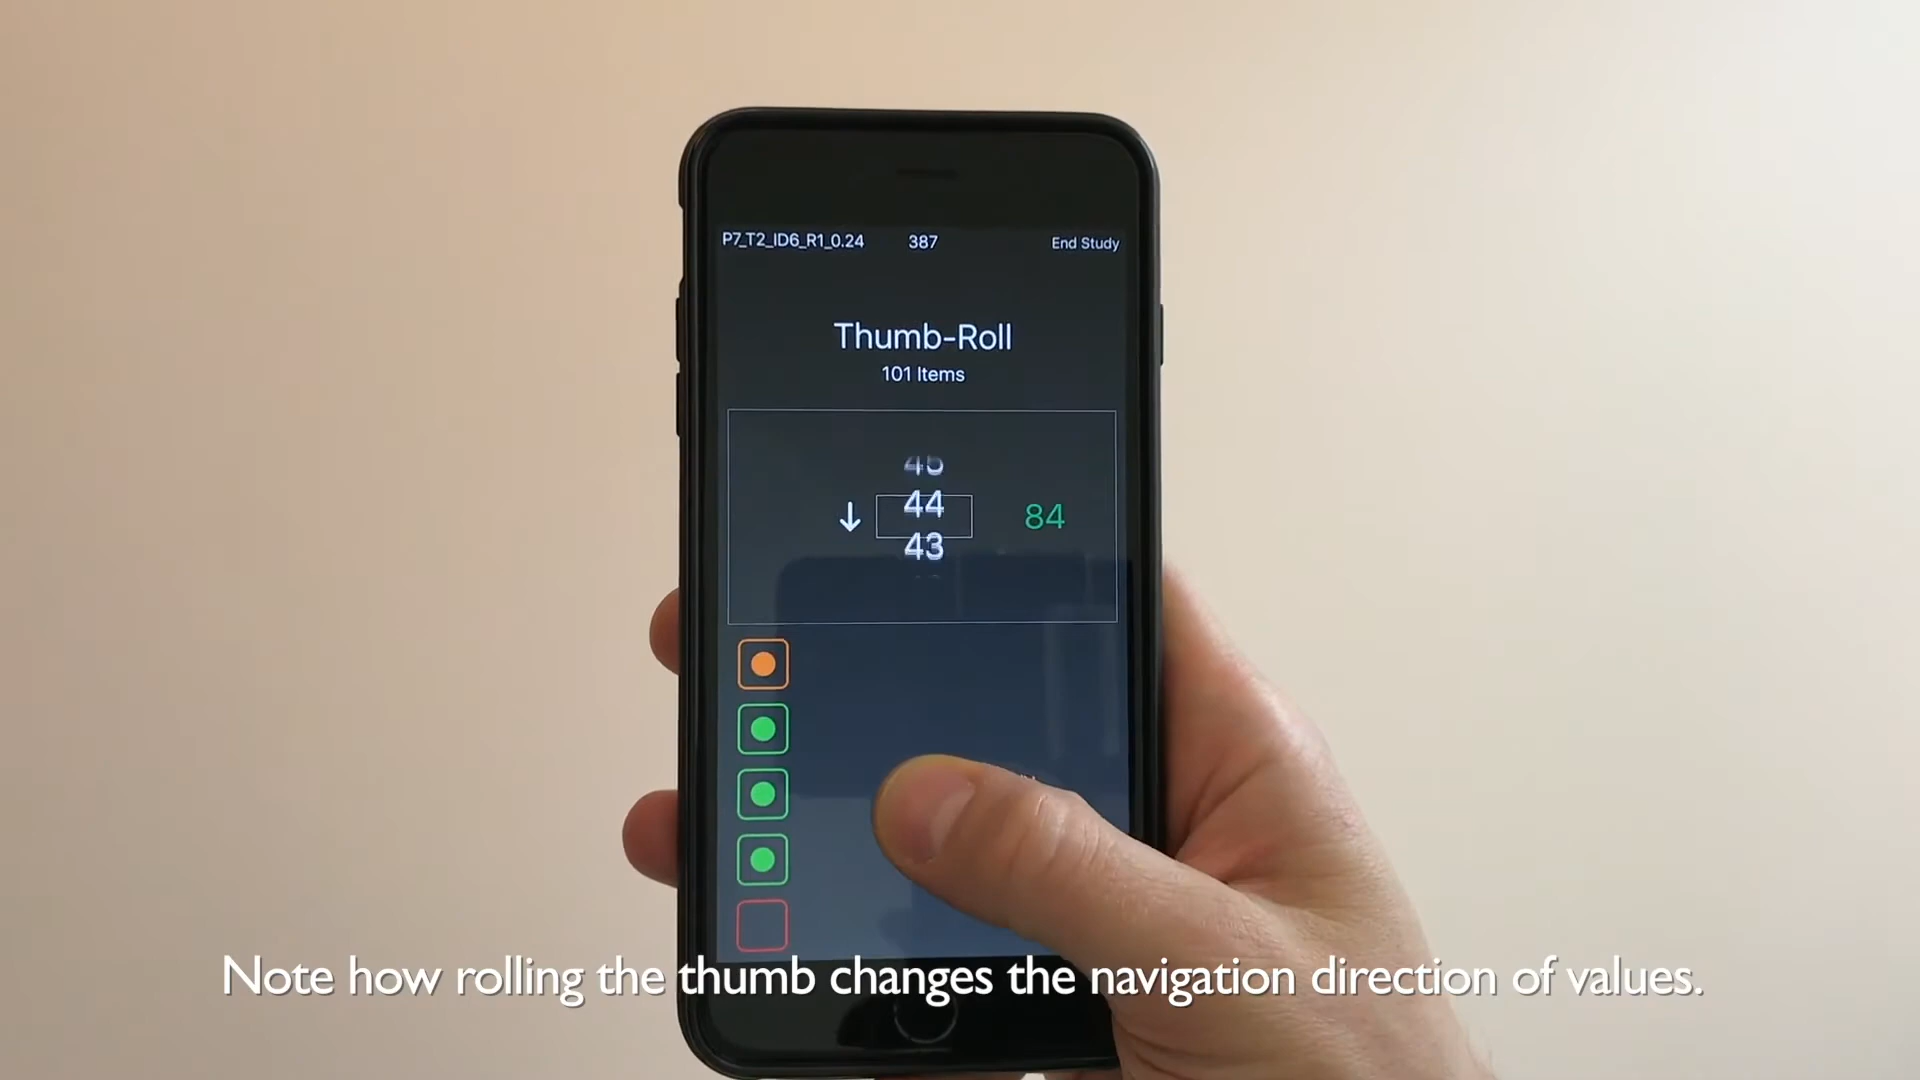 P7_T2_ID6_R1_0.24 387 End Study
Thumb-Roll
101 Items
45
↓ 44 84
43
Note how rolling the thumb changes the navigation direction of values.